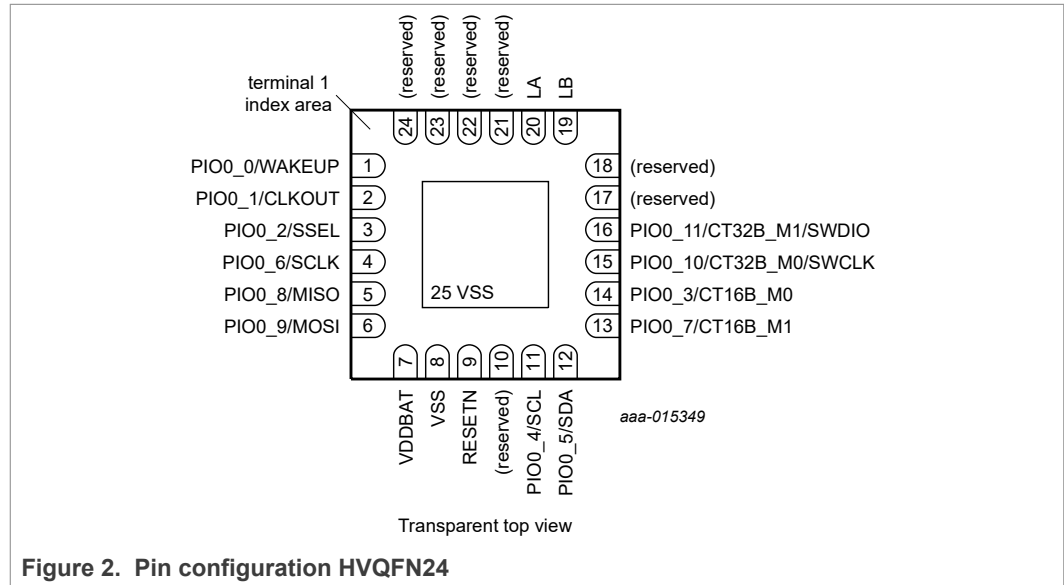 (reserved)
(reserved)
(reserved)
(reserved)
LA
LB
terminal 1
index area
24
23
22
21
20
19
PIO0_0/WAKEUP 1
PIO0_1/CLKOUT 2
PIO0_2/SSEL 3
PIO0_6/SCLK 4
PIO0_8/MISO 5
PIO0_9/MOSI 6
18 (reserved)
17 (reserved)
16 PIO0_11/CT32B_M1/SWDIO
15 PIO0_10/CT32B_M0/SWCLK
14 PIO0_3/CT16B_M0
13 PIO0_7/CT16B_M1
25 VSS
7
8
9
10
11
12
VDDBAT
VSS
RESETN
(reserved)
PIO0_4/SCL
PIO0_5/SDA
aaa-015349
Transparent top view
Figure 2. Pin configuration HVQFN24